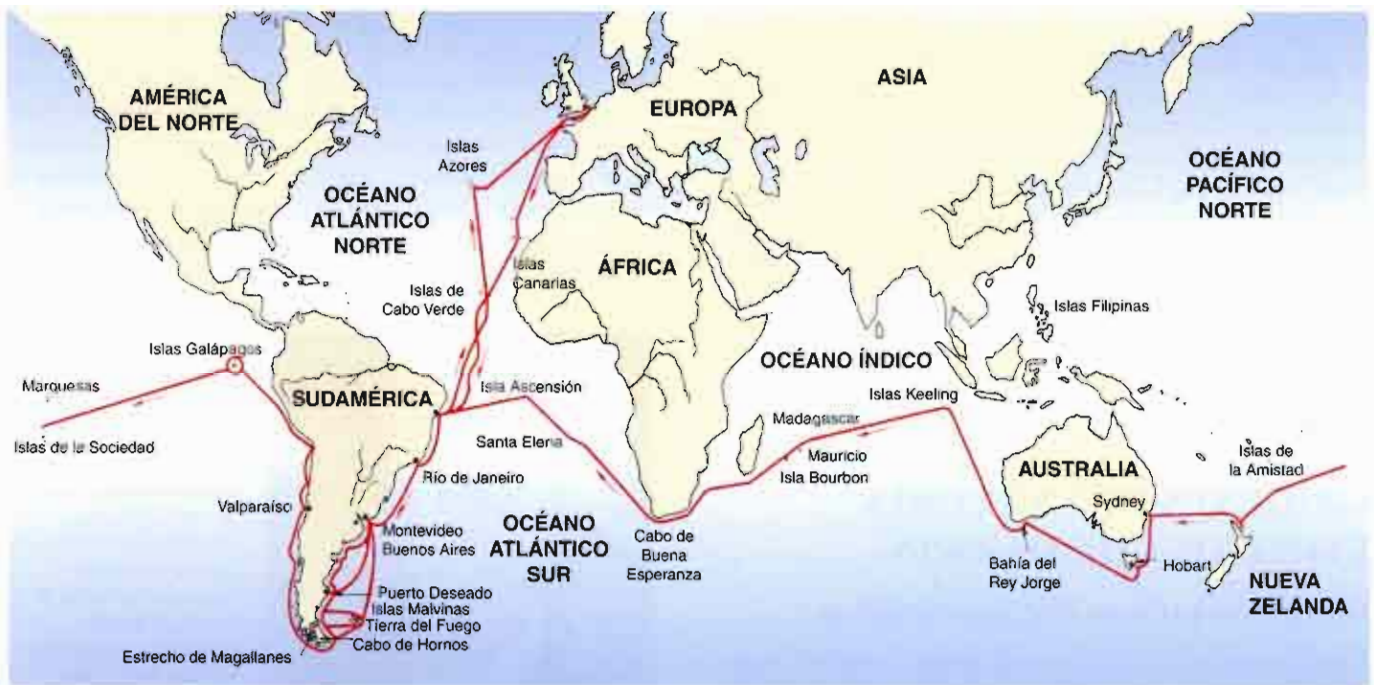 AMÉRICA
DEL NORTE
OCÉANO
ATLÁNTICO
NORTE
Islas
Azores
EUROPA
ASIA
OCÉANO
PACÍFICO
NORTE
Islas de
Cabo Verde
Islas
Canarias
ÁFRICA
Islas Filipinas
Islas Galápagos
Marquesas
Islas de la Sociedad
SUDAMÉRICA
Isla Ascensión
Santa Elena
OCÉANO ÍNDICO
Islas Keeling
Madagascar
Mauricio
Isla Bourbon
AUSTRALIA
Sydney
Islas de
la Amistad
Valparaíso
Río de Janeiro
Montevideo
Buenos Aires
OCÉANO
ATLÁNTICO
SUR
Cabo de
Buena
Esperanza
Bahía del
Rey Jorge
Hobart
NUEVA
ZELANDA
Puerto Deseado
Islas Malvinas
Tierra del Fuego
Cabo de Hornos
Estrecho de Magallanes